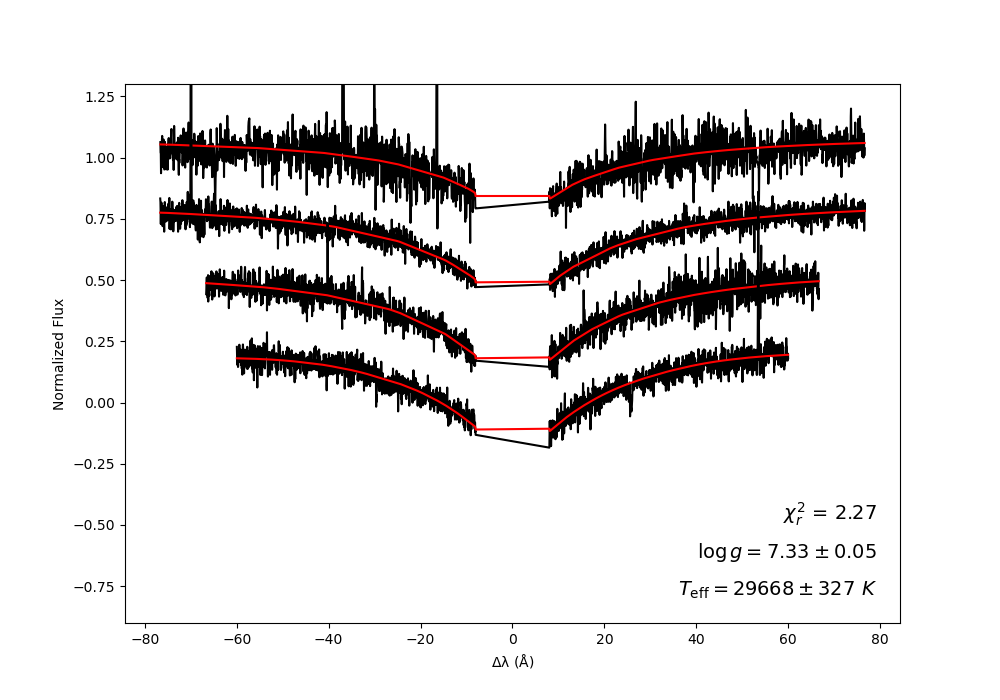 1.25
1.00
0.75
0.50
0.25
0.00
−0.25
−0.50
−0.75
Normalized Flux
χ²ᵣ = 2.27
log g = 7.33 ± 0.05
T_eff = 29668 ± 327 K
−80 −60 −40 −20 0 20 40 60 80
Δλ (Å)